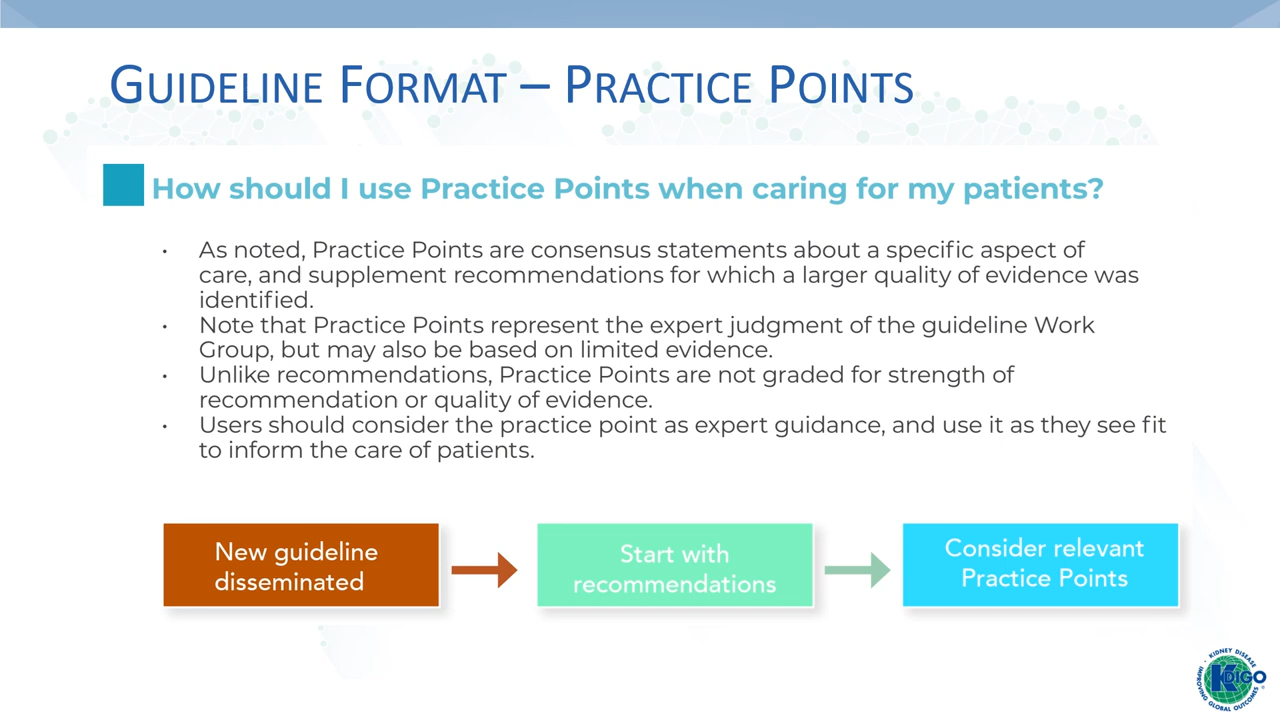 GUIDELINE FORMAT – PRACTICE POINTS
How should I use Practice Points when caring for my patients?
• As noted, Practice Points are consensus statements about a specific aspect of
care, and supplement recommendations for which a larger quality of evidence was
identified.
• Note that Practice Points represent the expert judgment of the guideline Work
Group, but may also be based on limited evidence.
• Unlike recommendations, Practice Points are not graded for strength of
recommendation or quality of evidence.
• Users should consider the practice point as expert guidance, and use it as they see fit
to inform the care of patients.
New guideline
disseminated
Start with
recommendations
Consider relevant
Practice Points
KIDNEY DISEASE
KDIGO
®
IMPROVING GLOBAL OUTCOMES